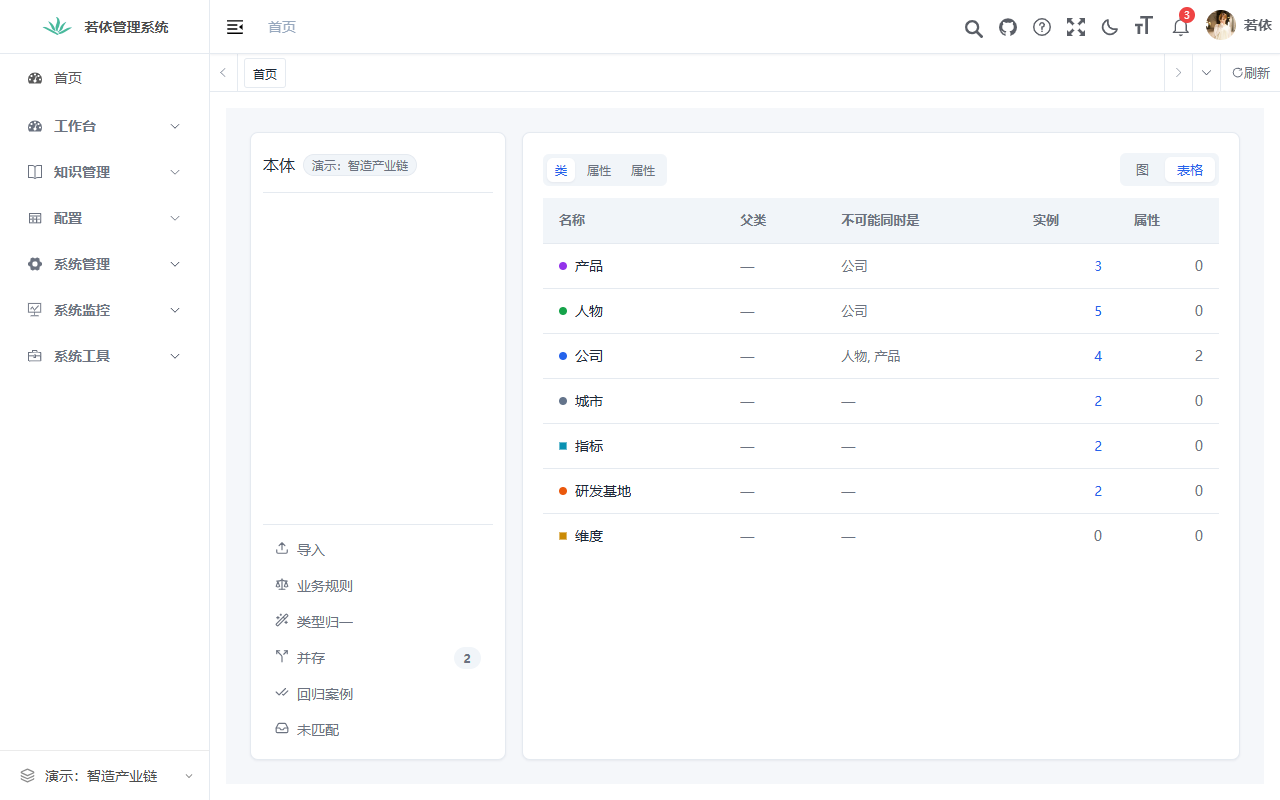 若依管理系统
首页
3
若依
首页
刷新
首页
工作台
知识管理
配置
系统管理
系统监控
系统工具
演示：智造产业链
本体 演示：智造产业链
导入
业务规则
类型归一
并存 2
回归案例
未匹配
类 属性 属性
图 表格
名称 父类 不可能同时是 实例 属性
产品 — 公司 3 0
人物 — 公司 5 0
公司 — 人物, 产品 4 2
城市 — — 2 0
指标 — — 2 0
研发基地 — — 2 0
维度 — — 0 0